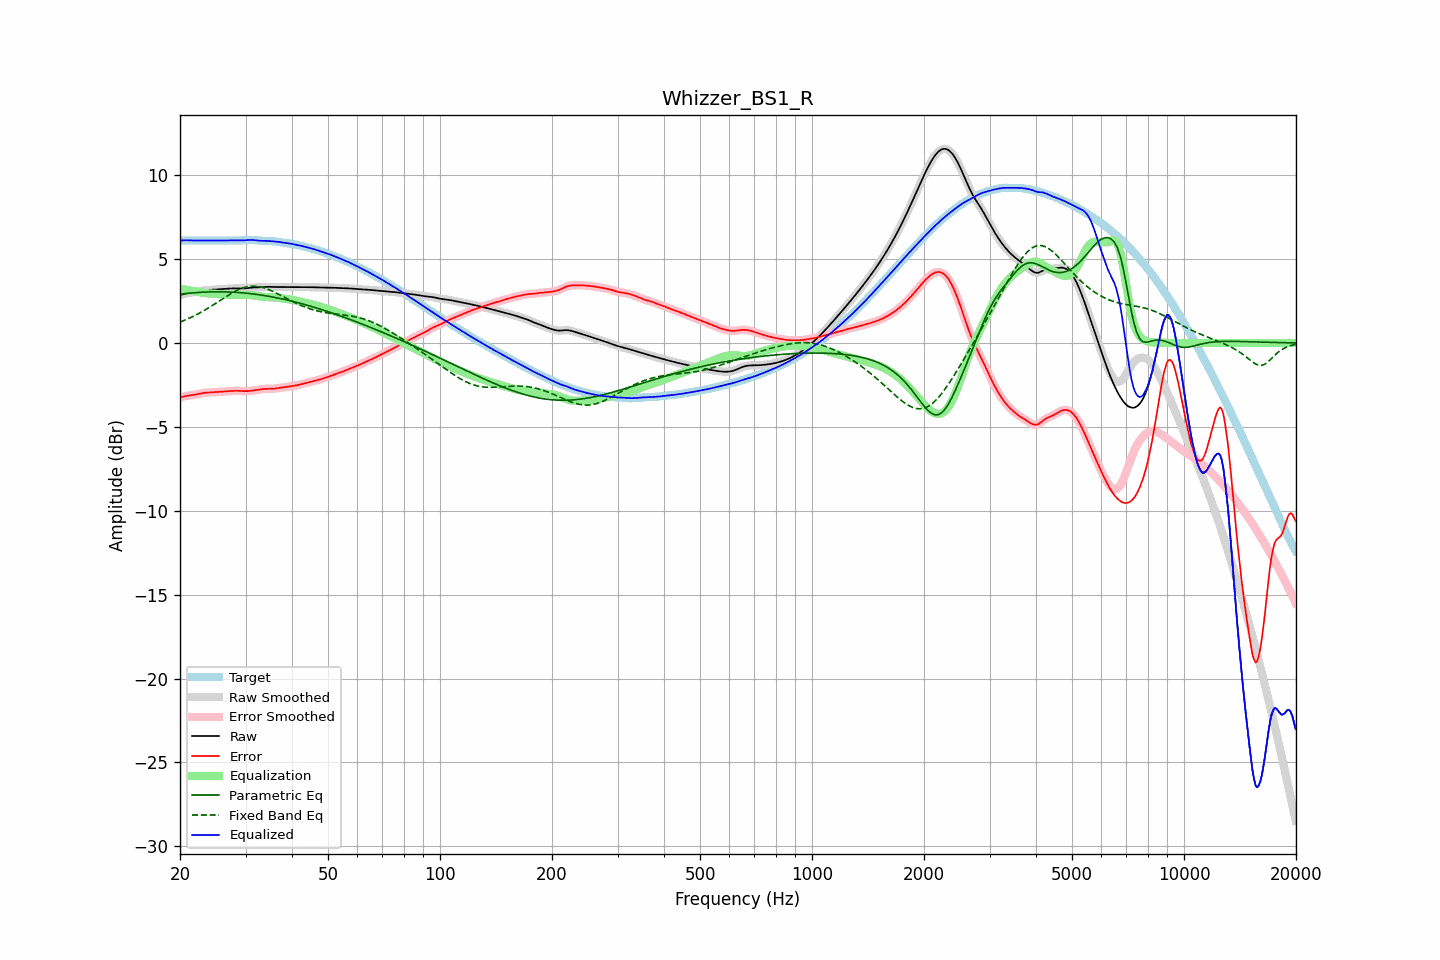 Whizzer_BS1_R
Amplitude (dBr)
10
5
0
−5
−10
−15
−20
−25
−30
Target
Raw Smoothed
Error Smoothed
Raw
Error
Equalization
Parametric Eq
Fixed Band Eq
Equalized
20 50 100 200 500 1000 2000 5000 10000 20000
Frequency (Hz)